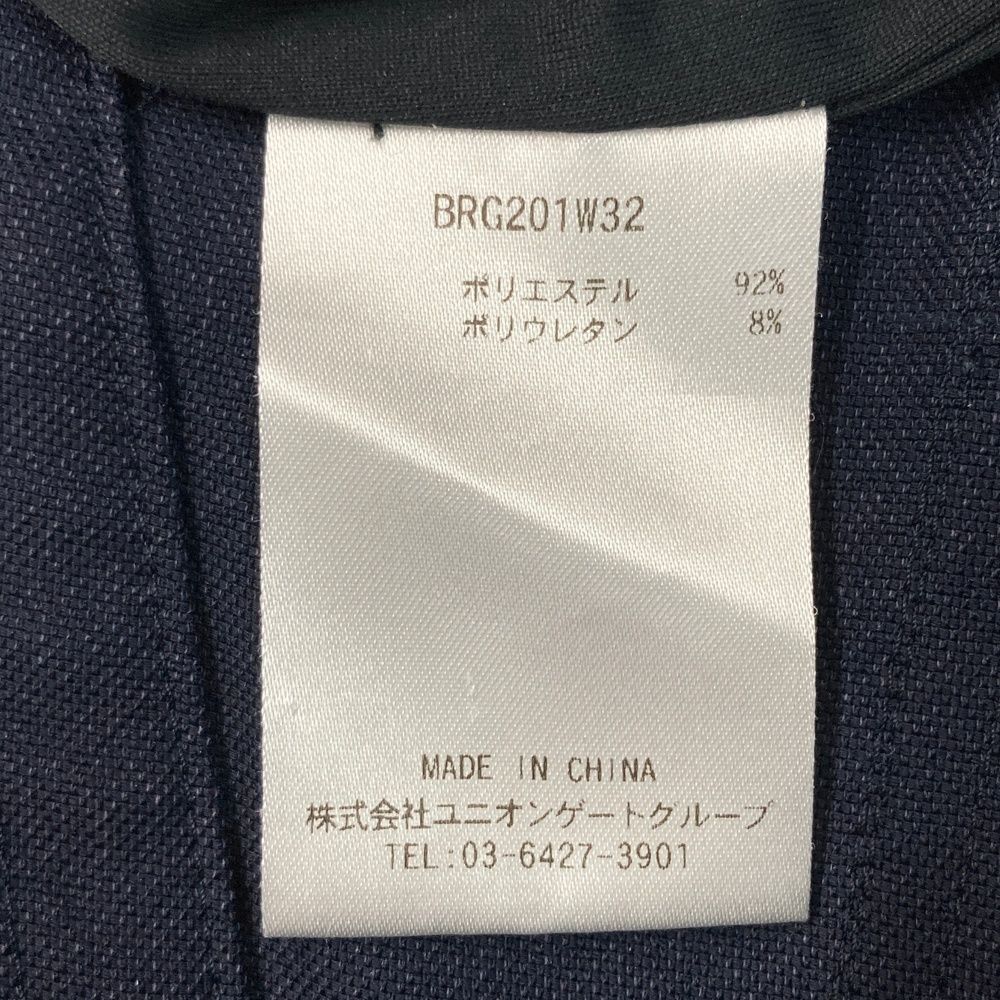 BRG201W32
ポリエステル 92%
ポリウレタン 8%
MADE IN CHINA
株式会社ユニオンゲートグループ
TEL:03-6427-3901